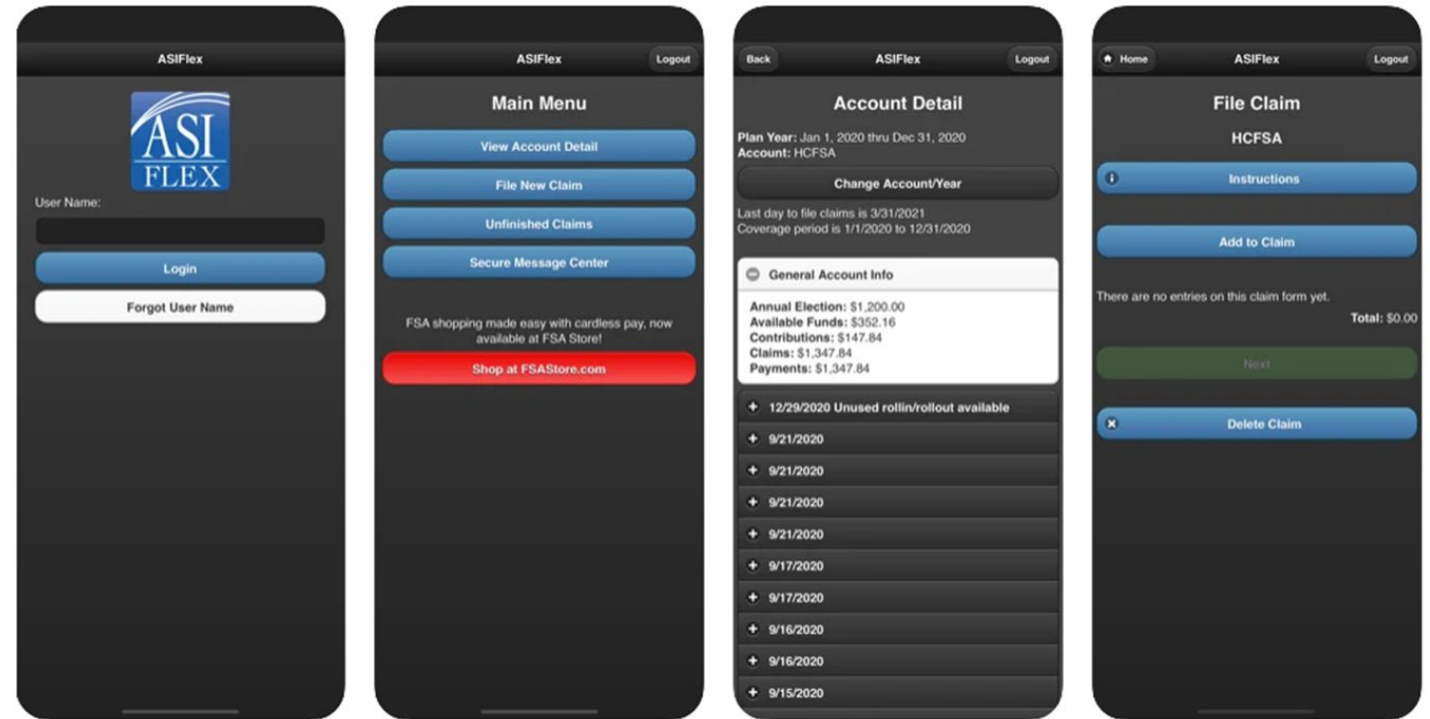 ASIFlex
ASI
FLEX
User Name:
Login
Forgot User Name
ASIFlex
Logout
Main Menu
View Account Detail
File New Claim
Unfinished Claims
Secure Message Center
FSA shopping made easy with cardless pay, now
available at FSA Store!
Shop at FSAStore.com
Back
ASIFlex
Logout
Account Detail
Plan Year: Jan 1, 2020 thru Dec 31, 2020
Account: HCFSA
Change Account/Year
Last day to file claims is 3/31/2021
Coverage period is 1/1/2020 to 12/31/2020
General Account Info
Annual Election: $1,200.00
Available Funds: $352.16
Contributions: $147.84
Claims: $1,347.84
Payments: $1,347.84
12/29/2020 Unused rollin/rollout available
9/21/2020
9/21/2020
9/21/2020
9/21/2020
9/17/2020
9/17/2020
9/16/2020
9/16/2020
9/15/2020
Home
ASIFlex
Logout
File Claim
HCFSA
Instructions
Add to Claim
There are no entries on this claim form yet.
Total: $0.00
Next
Delete Claim